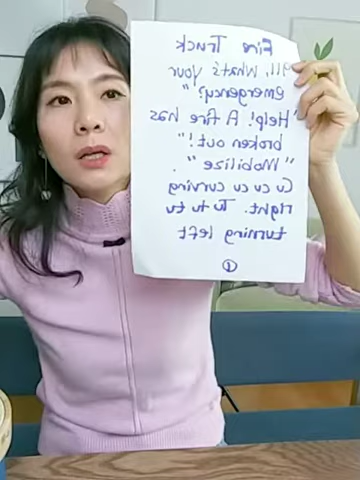 Fire Truck
911. What's your
emergency?"
"Help! A fire has
broken out!"
"Mobilize".
Cu cu cu curving
right. Tu tu tu
turning left
①